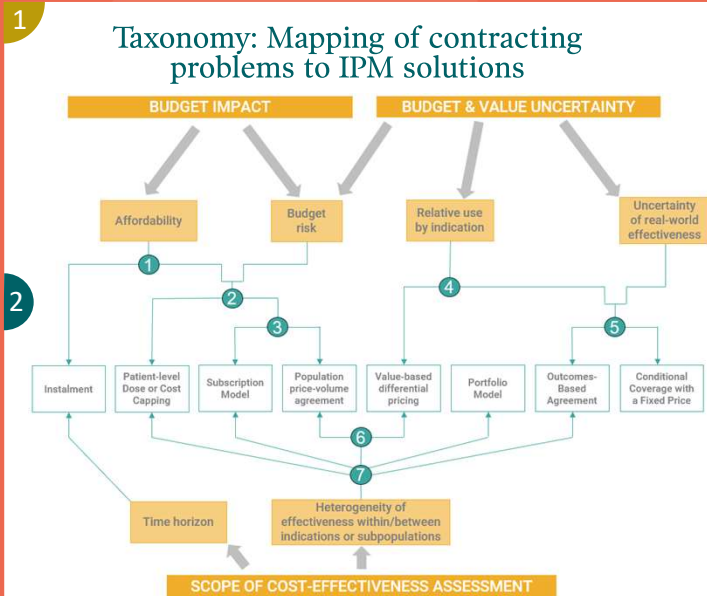 1
Taxonomy: Mapping of contracting
problems to IPM solutions
BUDGET IMPACT
BUDGET & VALUE UNCERTAINTY
Affordability
Budget
risk
Relative use
by indication
Uncertainty
of real-world
effectiveness
1
2
2
3
4
5
Instalment
Patient-level
Dose or Cost
Capping
Subscription
Model
Population
price-volume
agreement
Value-based
differential
pricing
Portfolio
Model
Outcomes-
Based
Agreement
Conditional
Coverage with
a Fixed Price
6
7
Time horizon
Heterogeneity of
effectiveness within/between
indications or subpopulations
SCOPE OF COST-EFFECTIVENESS ASSESSMENT